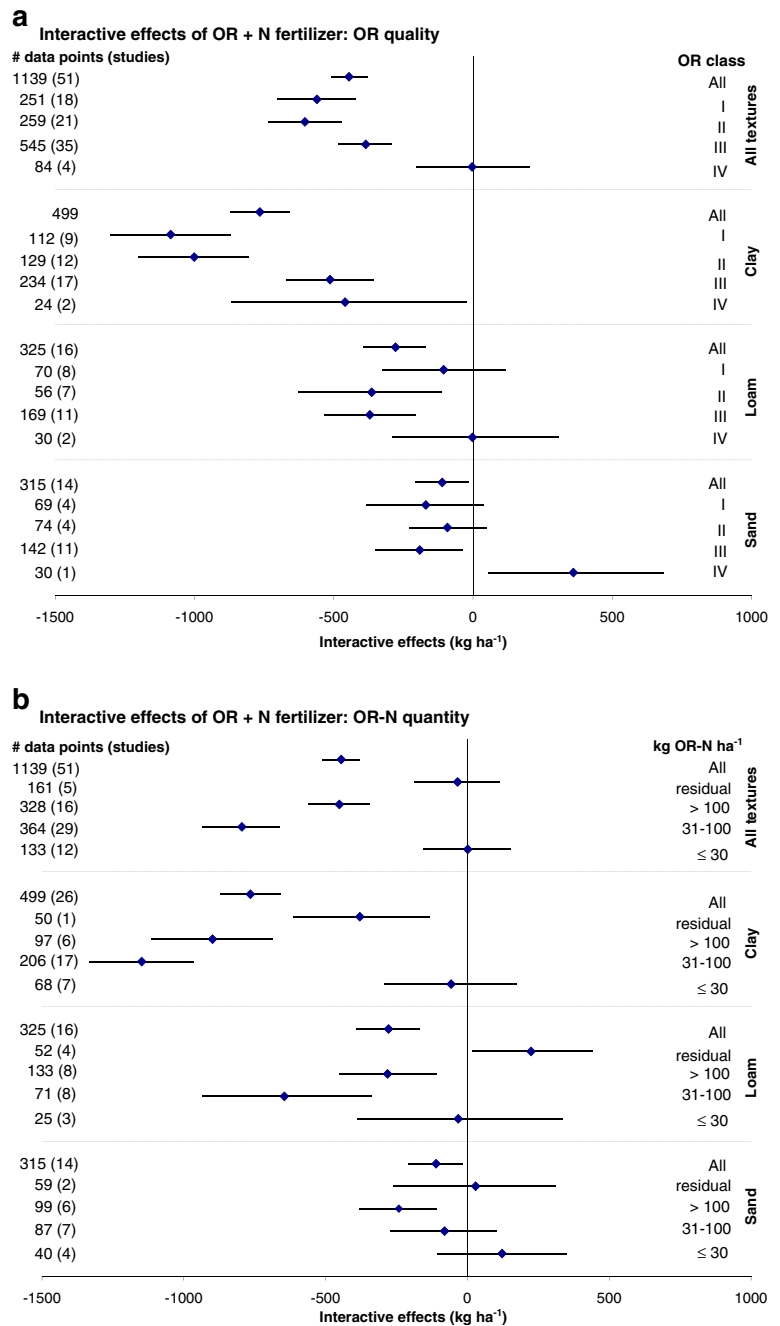 a
Interactive effects of OR + N fertilizer: OR quality
# data points (studies)
OR class
1139 (51) All
251 (18) I
259 (21) II
545 (35) III
84 (4) IV
All textures
499 All
112 (9) I
129 (12) II
234 (17) III
24 (2) IV
Clay
325 (16) All
70 (8) I
56 (7) II
169 (11) III
30 (2) IV
Loam
315 (14) All
69 (4) I
74 (4) II
142 (11) III
30 (1) IV
Sand
-1500 -1000 -500 0 500 1000
Interactive effects (kg ha⁻¹)
b
Interactive effects of OR + N fertilizer: OR-N quantity
# data points (studies)
kg OR-N ha⁻¹
1139 (51) All
161 (5) residual
328 (16) > 100
364 (29) 31-100
133 (12) ≤ 30
All textures
499 (26) All
50 (1) residual
97 (6) > 100
206 (17) 31-100
68 (7) ≤ 30
Clay
325 (16) All
52 (4) residual
133 (8) > 100
71 (8) 31-100
25 (3) ≤ 30
Loam
315 (14) All
59 (2) residual
99 (6) > 100
87 (7) 31-100
40 (4) ≤ 30
Sand
-1500 -1000 -500 0 500 1000
Interactive effects (kg ha⁻¹)